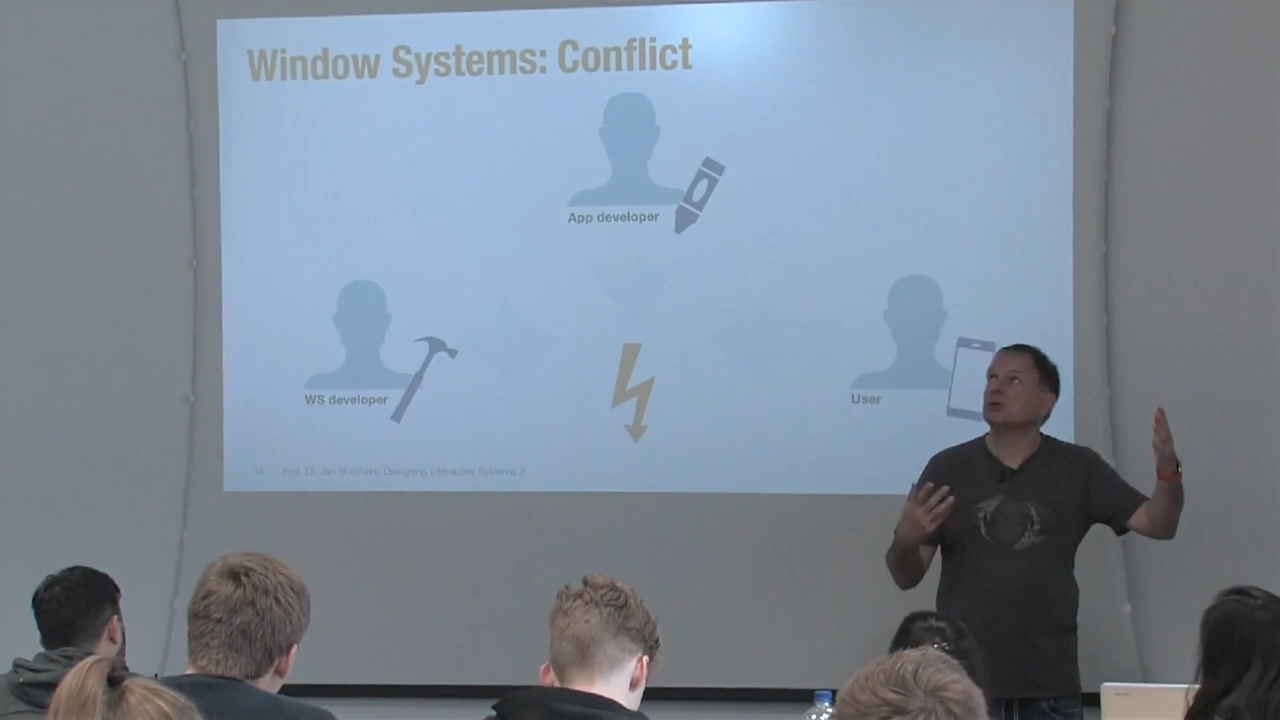 Window Systems: Conflict
App developer
WS developer
User
Prof. Dr. Jan Borchers: Designing Interactive Systems 2